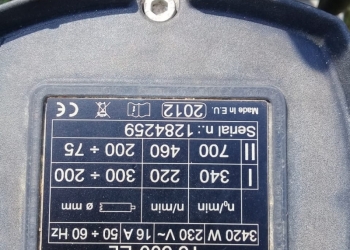 3420 W 230 V~ 16 A 50 ÷ 60 Hz
n₀/min n/min ø mm
I 340 220 300 ÷ 200
II 700 460 200 ÷ 75
Serial n.: 1284259
Made in E.U. 2012 CE